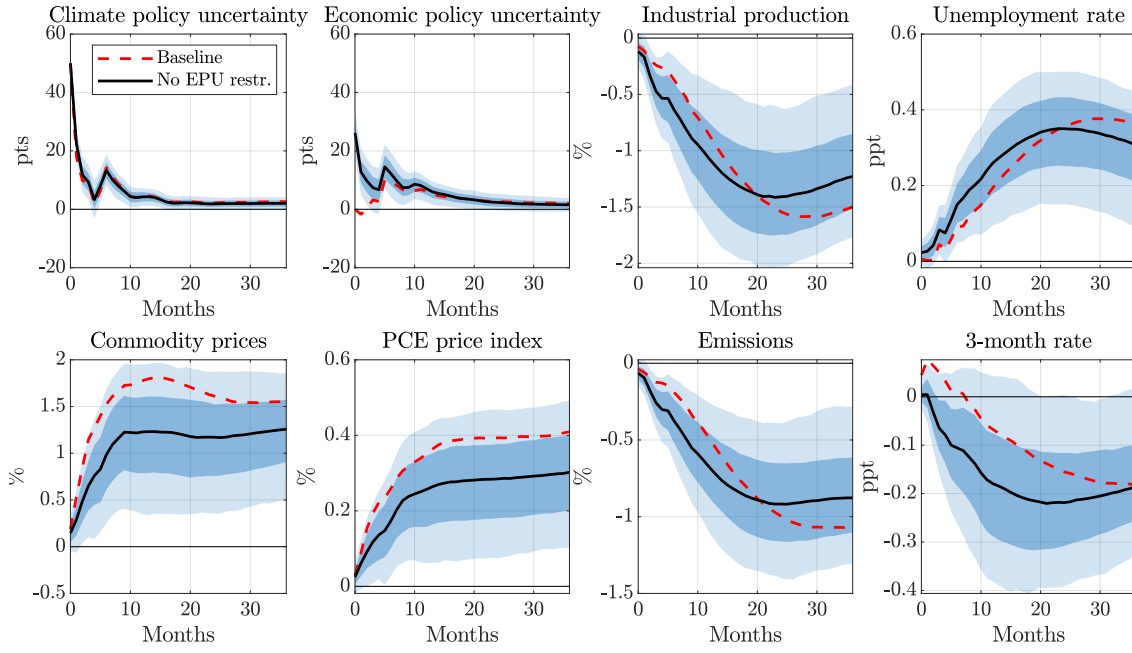 Climate policy uncertainty
60
40
20
0
-20
pts
0 10 20 30
Months
Baseline
No EPU restr.
Economic policy uncertainty
60
40
20
0
-20
pts
0 10 20 30
Months
Industrial production
0
-0.5
-1
-1.5
-2
%
0 10 20 30
Months
Unemployment rate
0.6
0.4
0.2
0
ppt
0 10 20 30
Months
Commodity prices
2
1.5
1
0.5
0
-0.5
%
0 10 20 30
Months
PCE price index
0.6
0.4
0.2
0
%
0 10 20 30
Months
Emissions
0
-0.5
-1
-1.5
%
0 10 20 30
Months
3-month rate
0
-0.1
-0.2
-0.3
-0.4
ppt
0 10 20 30
Months